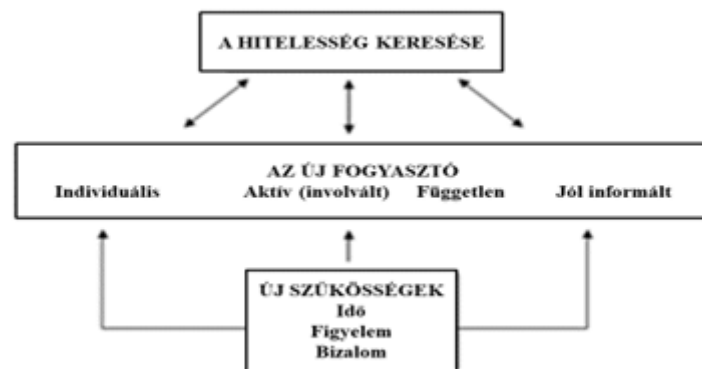 A HITELESSÉG KERESÉSE
AZ ÚJ FOGYASZTÓ
Individuális Aktív (involvált) Független Jól informált
ÚJ SZŰKÖSSÉGEK
Idő
Figyelem
Bizalom